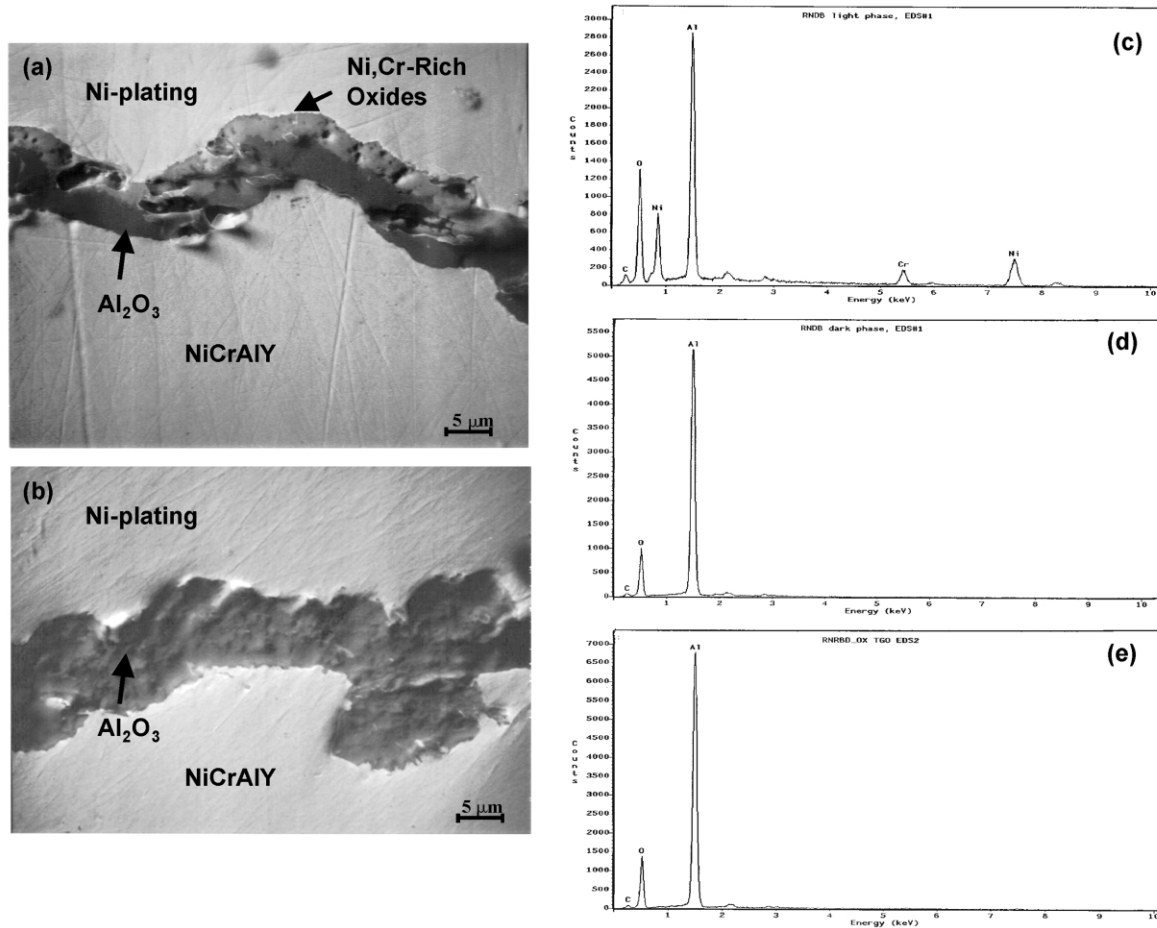 (a)
Ni-plating
Ni,Cr-Rich
Oxides
Al2O3
NiCrAlY
5 µm
(b)
Ni-plating
Al2O3
NiCrAlY
5 µm
RNDB light phase, EDS#1
(c)
Counts
3000
2800
2600
2400
2200
2000
1800
1600
1400
1200
1000
800
600
400
200
0
C
O
Ni
Al
Cr
Ni
1 2 3 4 5 6 7 8 9 10
Energy (keV)
RNDB dark phase, EDS#1
(d)
Counts
5500
5000
4500
4000
3500
3000
2500
2000
1500
1000
500
0
C
O
Al
1 2 3 4 5 6 7 8 9 10
Energy (keV)
RNRBD_OX TGO EDS2
(e)
Counts
7000
6500
6000
5500
5000
4500
4000
3500
3000
2500
2000
1500
1000
500
0
C
O
Al
1 2 3 4 5 6 7 8 9 10
Energy (keV)